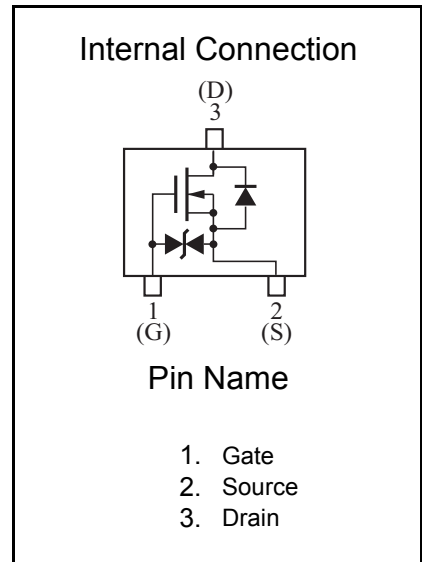 Internal Connection
(D)
3
1
(G)
2
(S)
Pin Name
1. Gate
2. Source
3. Drain